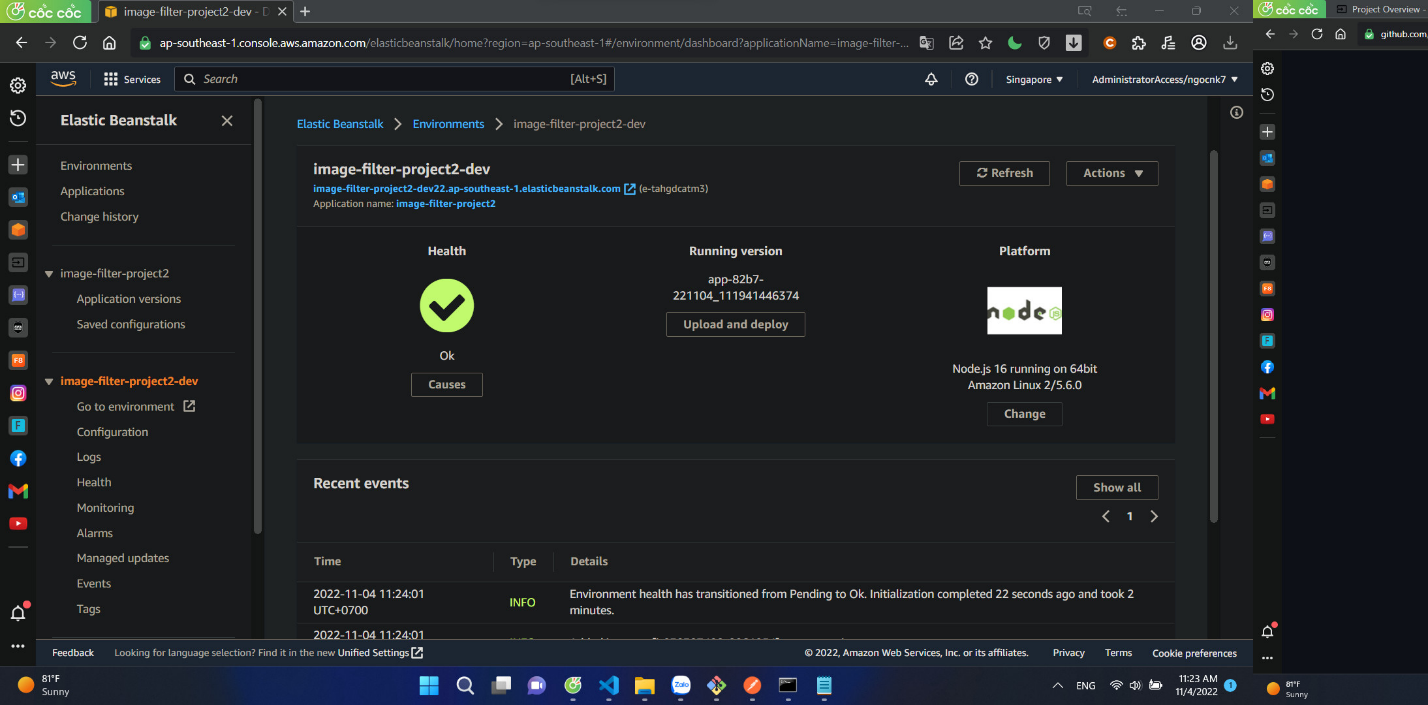 cốc cốc
image-filter-project2-dev - D
cốc cốc
Project Overview -
ap-southeast-1.console.aws.amazon.com/elasticbeanstalk/home?region=ap-southeast-1#/environment/dashboard?applicationName=image-filter-...
github.com,
aws
Services
Search
[Alt+S]
Singapore
AdministratorAccess/ngocnk7
Elastic Beanstalk
Environments
Applications
Change history
image-filter-project2
Application versions
Saved configurations
image-filter-project2-dev
Go to environment
Configuration
Logs
Health
Monitoring
Alarms
Managed updates
Events
Tags
Elastic Beanstalk
Environments
image-filter-project2-dev
image-filter-project2-dev
image-filter-project2-dev22.ap-southeast-1.elasticbeanstalk.com (e-tahgdcatm3)
Application name: image-filter-project2
Refresh
Actions
Health
Ok
Causes
Running version
app-82b7-
221104_111941446374
Upload and deploy
Platform
node JS
Node.js 16 running on 64bit
Amazon Linux 2/5.6.0
Change
Recent events
Show all
1
Time
Type
Details
2022-11-04 11:24:01
UTC+0700
INFO
Environment health has transitioned from Pending to Ok. Initialization completed 22 seconds ago and took 2
minutes.
2022-11-04 11:24:01
Feedback
Looking for language selection? Find it in the new Unified Settings
© 2022, Amazon Web Services, Inc. or its affiliates.
Privacy
Terms
Cookie preferences
F8
F
F8
F
81°F
Sunny
Zalo
ENG
11:23 AM
11/4/2022
1
81°F
Sunny